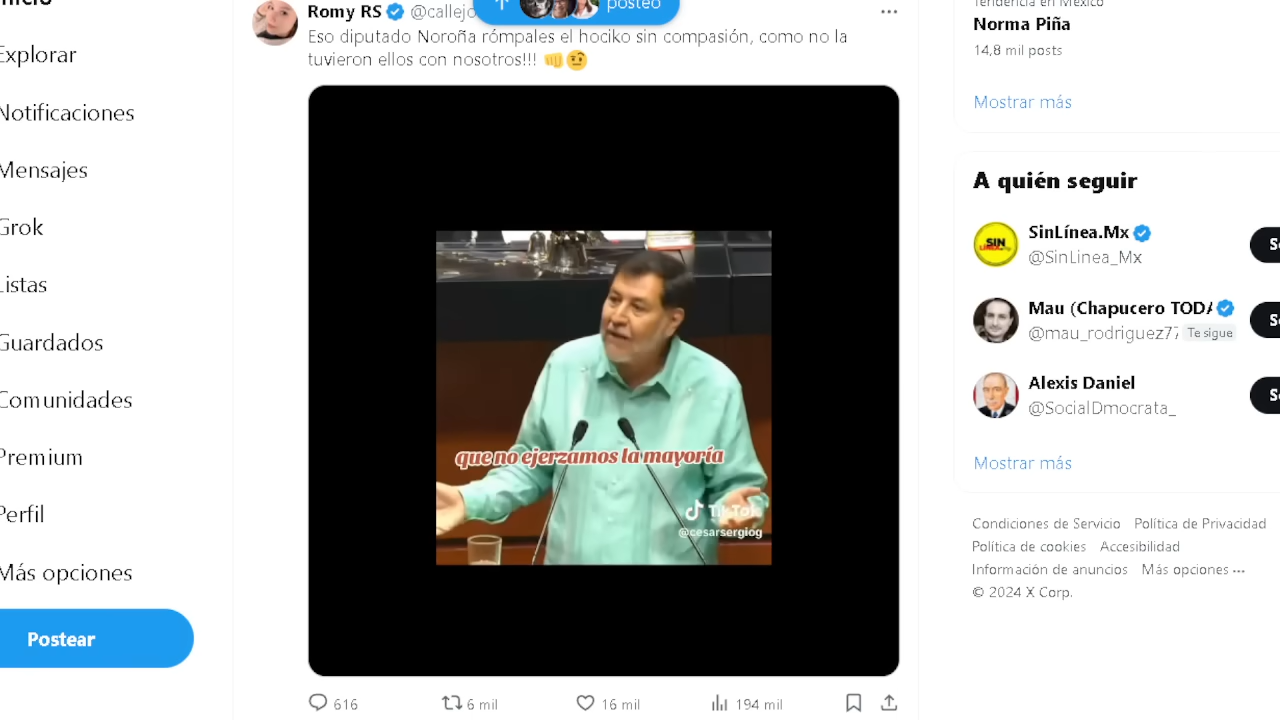 Explorar
Notificaciones
Mensajes
Grok
Listas
Guardados
Comunidades
Premium
Perfil
Más opciones
Postear
Romy RS @callejo
posteo
Eso diputado Noroña rómpales el hociko sin compasión, como no la
tuvieron ellos con nosotros!!!
que no ejerzamos la mayoría
TikTok
@cesarsergiog
616
6 mil
16 mil
194 mil
Tendencia en México
Norma Piña
14,8 mil posts
Mostrar más
A quién seguir
SIN
SinLínea.Mx
@SinLinea_Mx
Mau (Chapucero TODA
@mau_rodriguez77 Te sigue
Alexis Daniel
@SocialDmocrata_
Mostrar más
Condiciones de Servicio Política de Privacidad
Política de cookies Accesibilidad
Información de anuncios Más opciones ···
© 2024 X Corp.